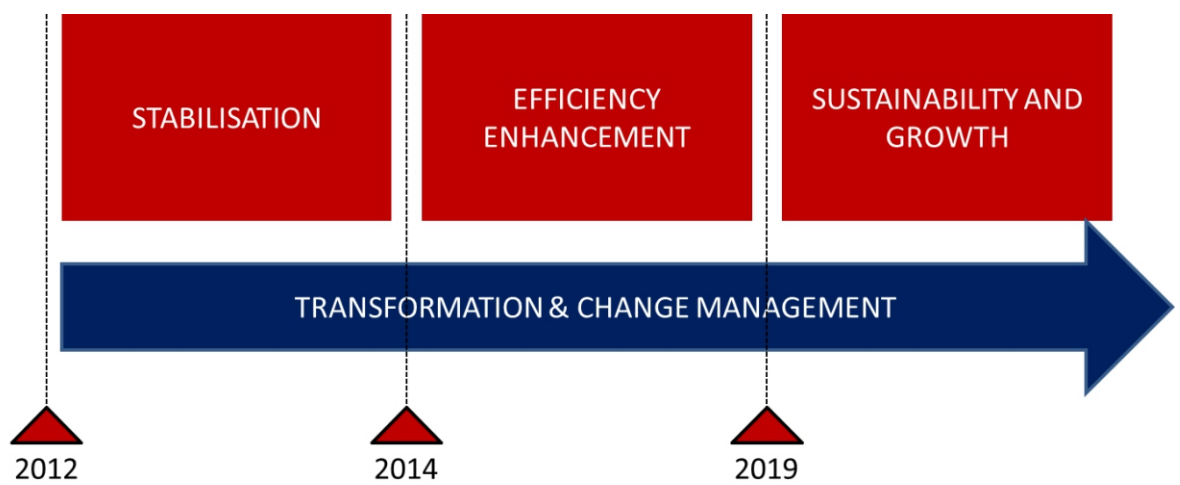 STABILISATION
EFFICIENCY
ENHANCEMENT
SUSTAINABILITY AND
GROWTH
TRANSFORMATION & CHANGE MANAGEMENT
2012
2014
2019